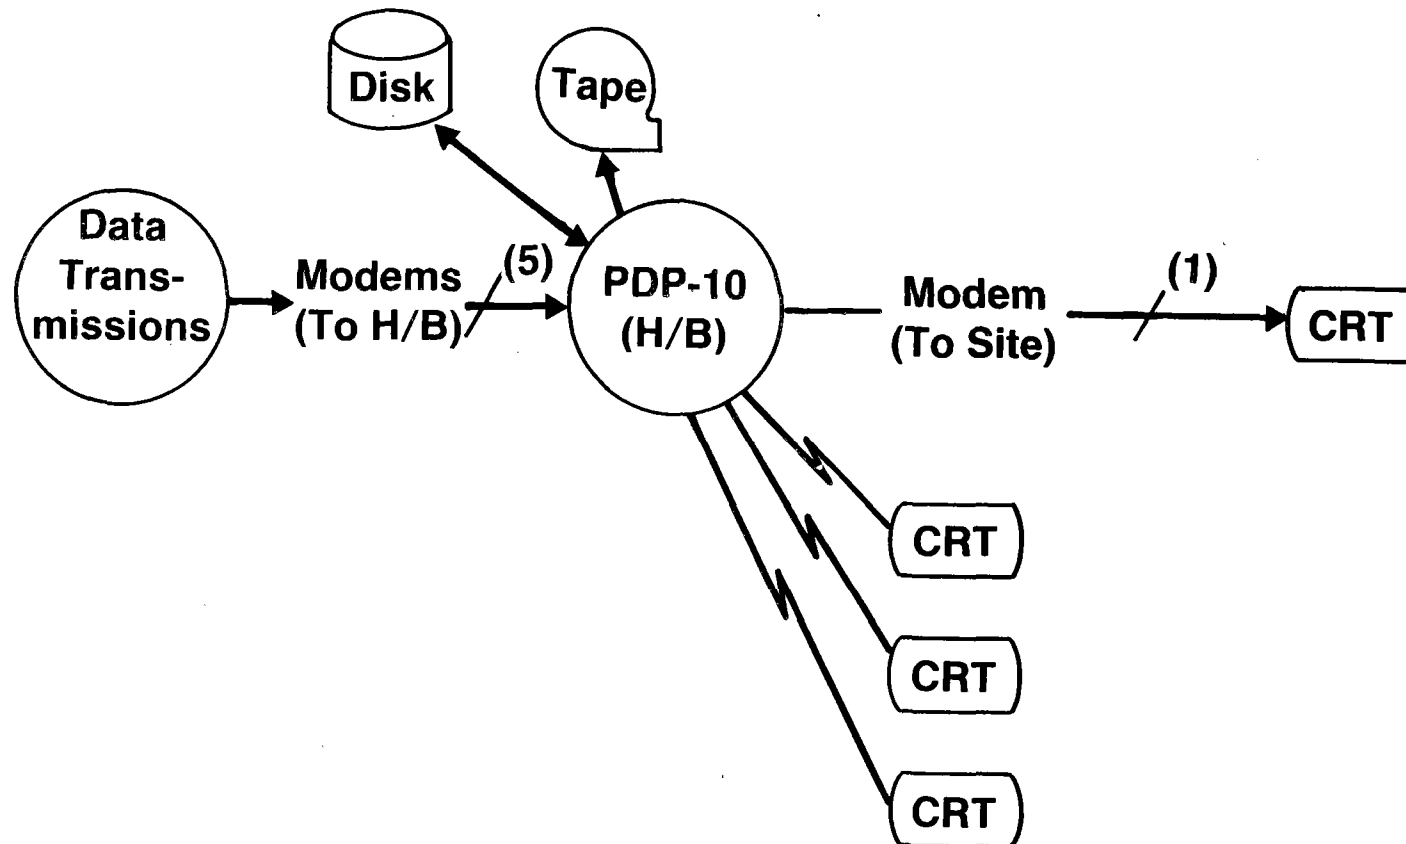 Disk
Tape
Data
Trans-
missions
Modems
(To H/B)
(5)
PDP-10
(H/B)
Modem
(To Site)
(1)
CRT
CRT
CRT
CRT